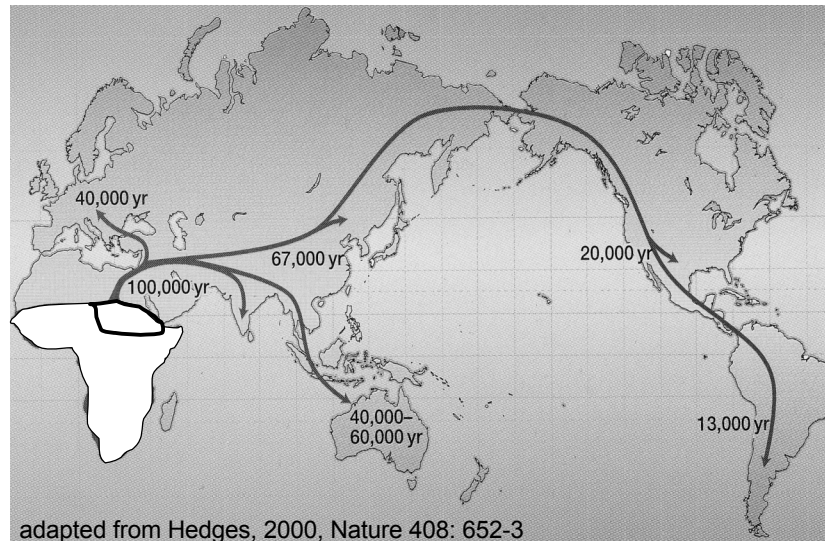 40,000 yr
67,000 yr
100,000 yr
20,000 yr
40,000–
60,000 yr
13,000 yr
adapted from Hedges, 2000, Nature 408: 652-3